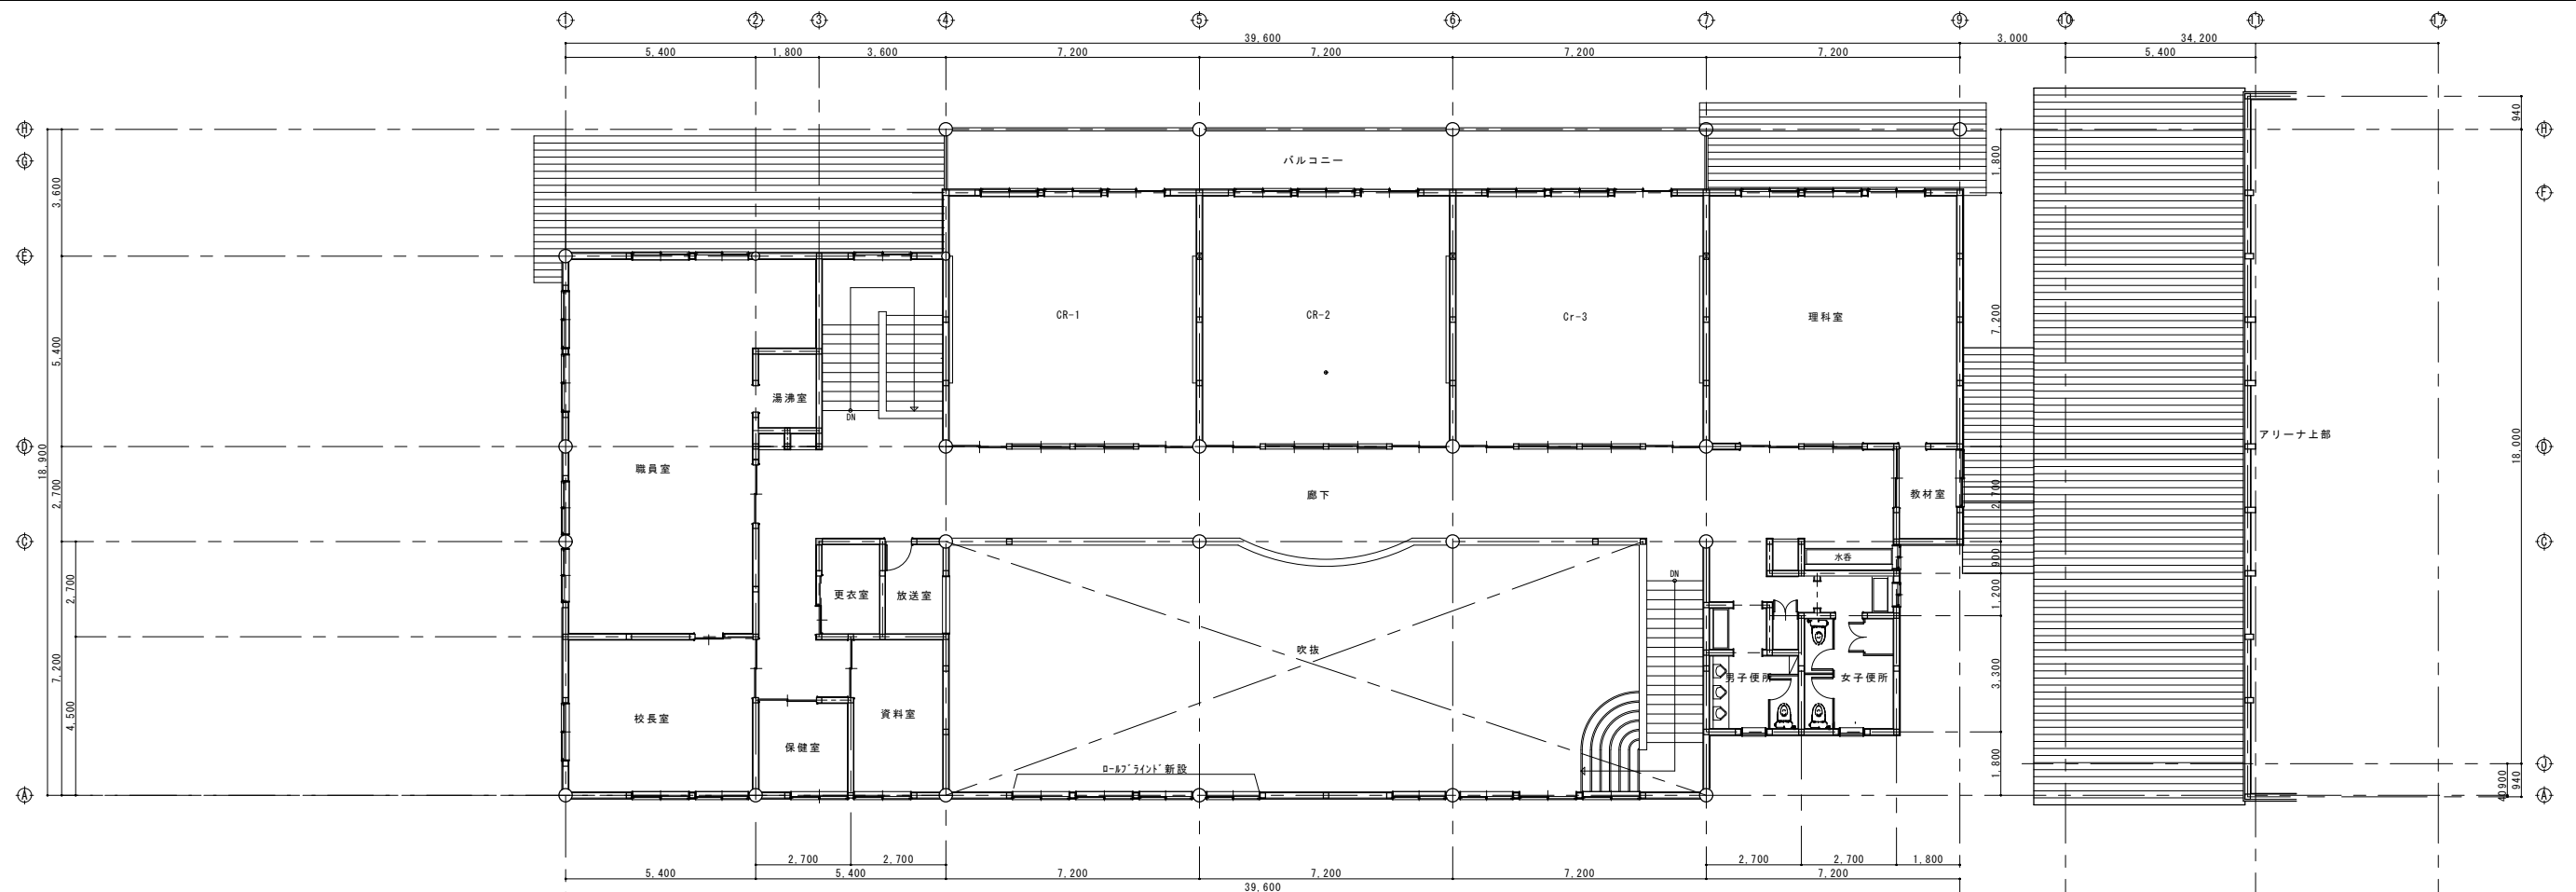 ① ② ③ ④ ⑤ ⑥ ⑦ ⑨ ⑩ ⑪ ⑰
39,600 34,200
5,400 1,800 3,600 7,200 7,200 7,200 7,200 3,000 5,400
Ⓗ Ⓗ
940
Ⓖ バルコニー 1,800
3,600 Ⓕ
Ⓔ
CR-1 CR-2 Cr-3 理科室 7,200
5,400
湯沸室
DN
アリーナ上部
Ⓓ Ⓓ
18,900 18,000
職員室
2,700 廊下 教材室 2,700
Ⓒ Ⓒ
水呑 900
DN
2,700 更衣室 放送室 1,200
吹抜
7,200 男子便所 女子便所 3,300
4,500 校長室 資料室
保健室
ﾛｰﾙﾌﾞﾗｲﾝﾄﾞ新設 1,800
Ⓙ
900
40 940
Ⓐ Ⓐ
2,700 2,700 2,700 2,700 1,800
5,400 5,400 7,200 7,200 7,200 7,200
39,600